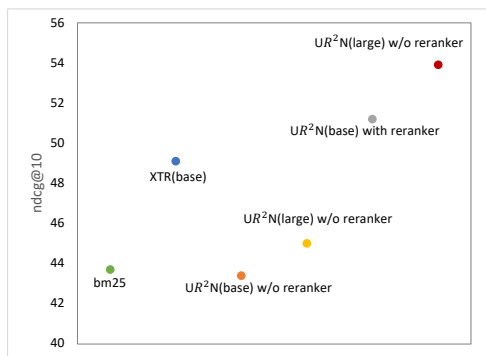 56
54
52
50
48
46
44
42
40
ndcg@10
UR²N(large) w/o reranker
UR²N(base) with reranker
XTR(base)
UR²N(large) w/o reranker
bm25
UR²N(base) w/o reranker